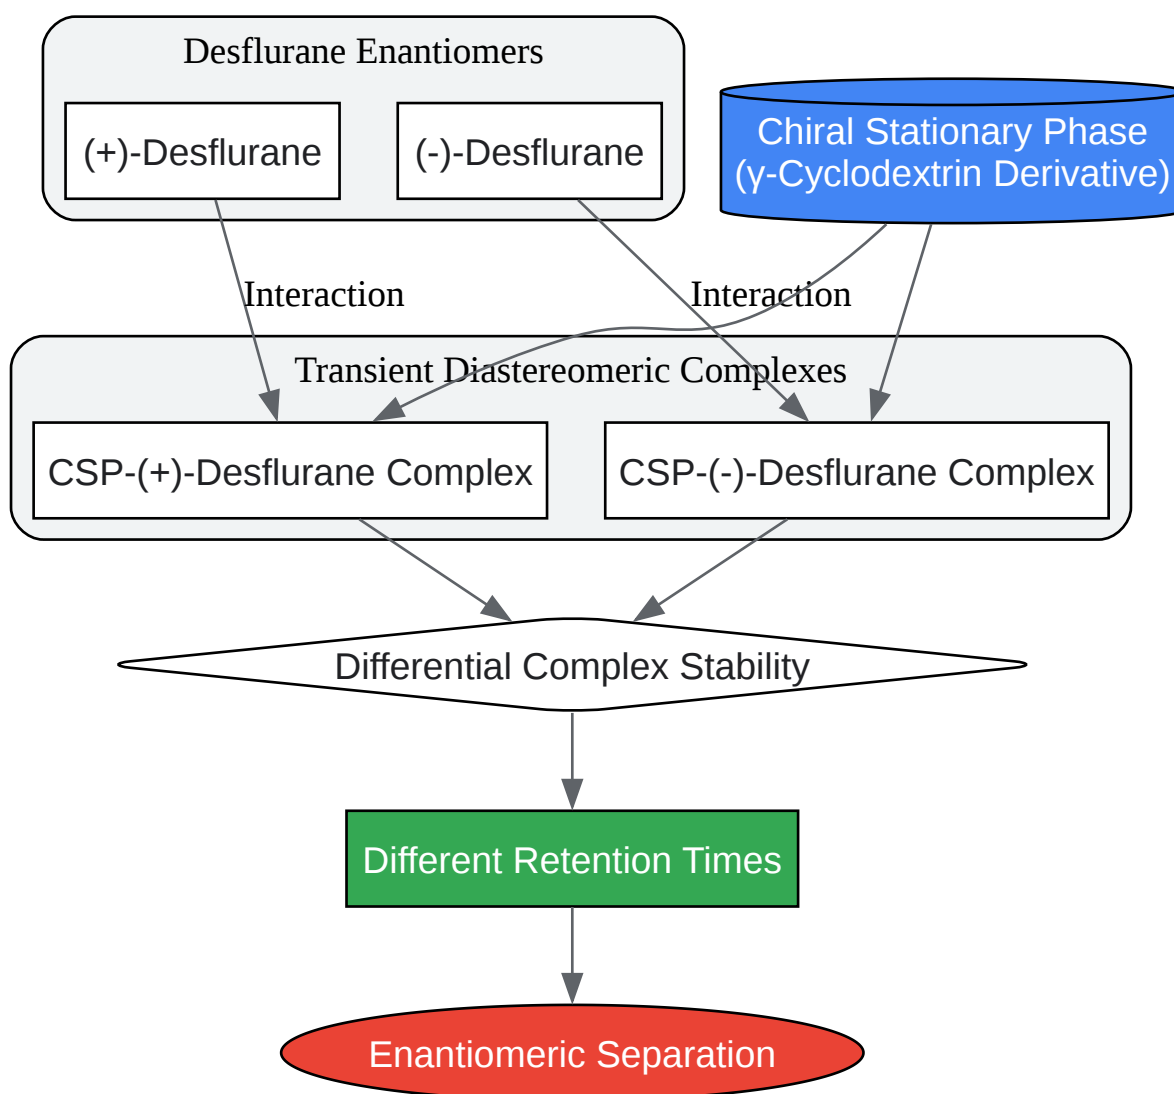 Desflurane Enantiomers
(+)-Desflurane
(-)-Desflurane
Chiral Stationary Phase
(γ-Cyclodextrin Derivative)
Interaction
Interaction
Transient Diastereomeric Complexes
CSP-(+)-Desflurane Complex
CSP-(-)-Desflurane Complex
Differential Complex Stability
Different Retention Times
Enantiomeric Separation